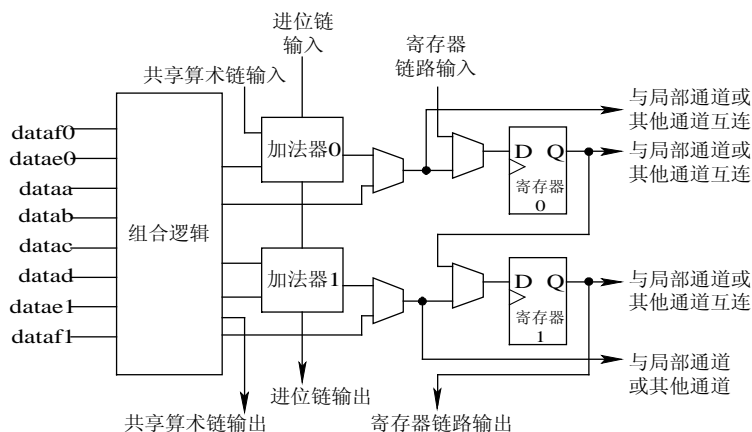 进位链
输入
寄存器
链路输入
共享算术链输入
与局部通道或
其他通道互连
dataf0
datae0
dataa
datab
datac
datad
datae1
dataf1
组合逻辑
加法器0
D Q
寄存器
0
与局部通道或
其他通道互连
加法器1
D Q
寄存器
1
与局部通道或
其他通道互连
与局部通道
或其他通道
进位链输出
共享算术链输出
寄存器链路输出